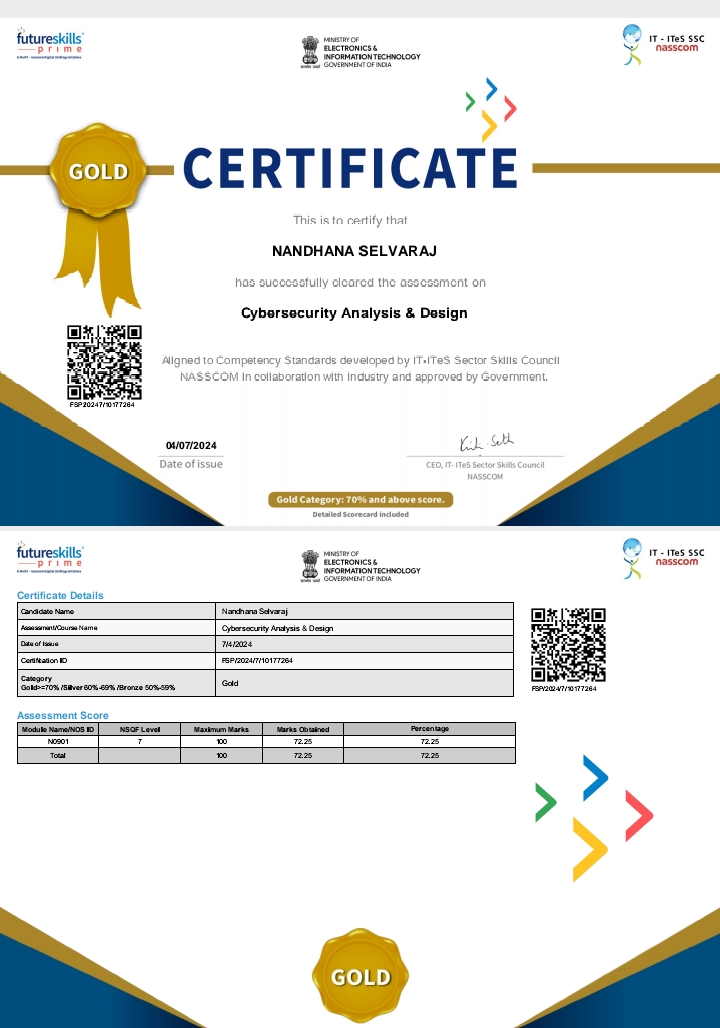 futureskills
prime
A MeitY - nasscom Digital Skilling Initiative
MINISTRY OF
ELECTRONICS &
INFORMATION TECHNOLOGY
GOVERNMENT OF INDIA
IT - ITeS SSC
nasscom
GOLD
CERTIFICATE
This is to certify that
NANDHANA SELVARAJ
has successfully cleared the assessment on
Cybersecurity Analysis & Design
FSP/2024/7/10177264
Aligned to Competency Standards developed by IT-ITeS Sector Skills Council
NASSCOM in collaboration with Industry and approved by Government.
04/07/2024
Date of issue
CEO, IT- ITeS Sector Skills Council
NASSCOM
Gold Category: 70% and above score.
Detailed Scorecard included
futureskills
prime
A MeitY - nasscom Digital Skilling Initiative
MINISTRY OF
ELECTRONICS &
INFORMATION TECHNOLOGY
GOVERNMENT OF INDIA
IT - ITeS SSC
nasscom
Certificate Details
Candidate Name Nandhana Selvaraj
Assessment/Course Name Cybersecurity Analysis & Design
Date of Issue 7/4/2024
Certification ID FSP/2024/7/10177264
Category
Gold>=70% /Silver 60%-69% /Bronze 50%-59% Gold
FSP/2024/7/10177264
Assessment Score
Module Name/NOS ID NSQF Level Maximum Marks Marks Obtained Percentage
N0901 7 100 72.25 72.25
Total 100 72.25 72.25
GOLD